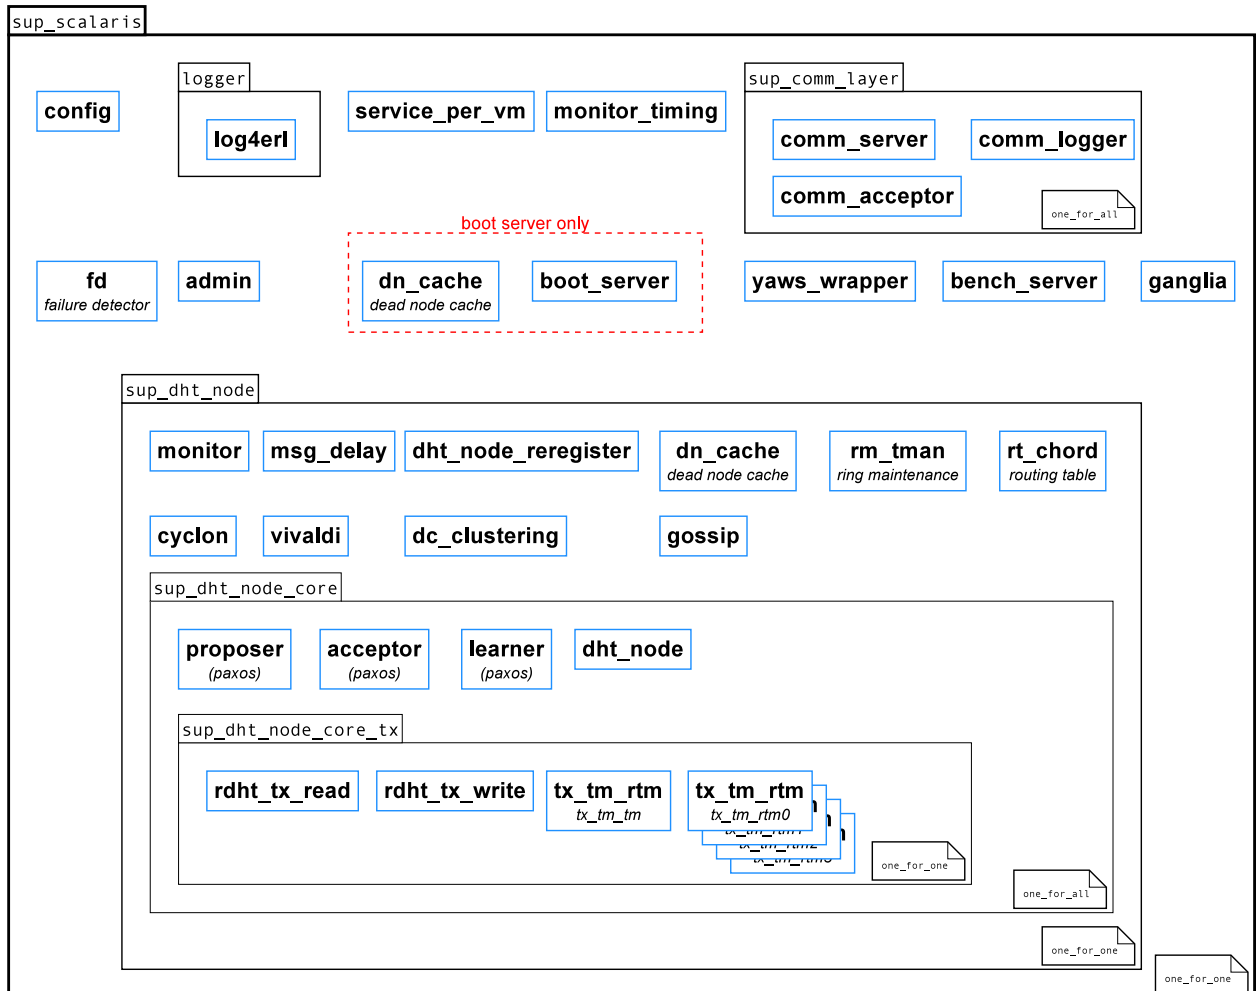 sup_scalaris
logger
sup_comm_layer
config
log4erl
service_per_vm
monitor_timing
comm_server
comm_logger
comm_acceptor
one_for_all
boot server only
fd
failure detector
admin
dn_cache
dead node cache
boot_server
yaws_wrapper
bench_server
ganglia
sup_dht_node
monitor
msg_delay
dht_node_reregister
dn_cache
dead node cache
rm_tman
ring maintenance
rt_chord
routing table
cyclon
vivaldi
dc_clustering
gossip
sup_dht_node_core
proposer
(paxos)
acceptor
(paxos)
learner
(paxos)
dht_node
sup_dht_node_core_tx
rdht_tx_read
rdht_tx_write
tx_tm_rtm
tx_tm_tm
tx_tm_rtm
tx_tm_rtm0
one_for_one
one_for_all
one_for_one
one_for_one